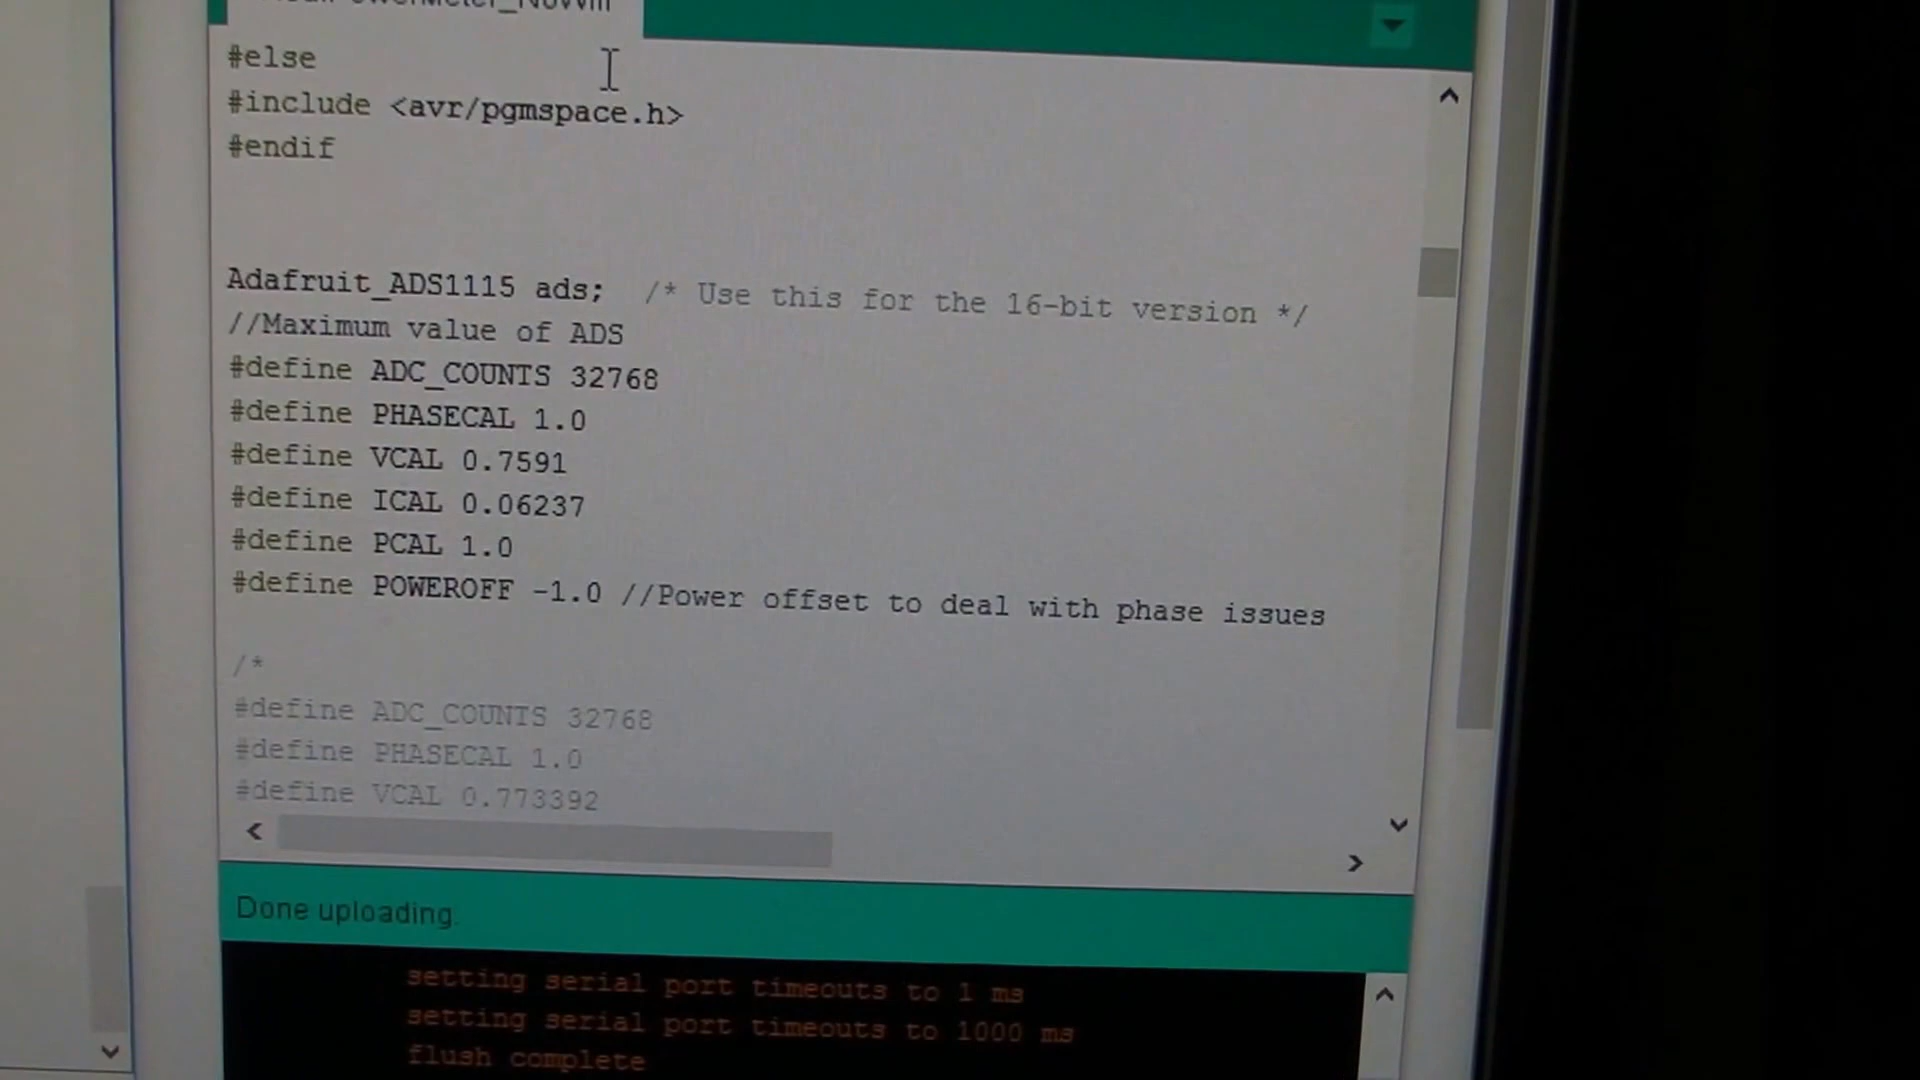 #else
#include <avr/pgmspace.h>
#endif
Adafruit_ADS1115 ads;  /* Use this for the 16-bit version */
//Maximum value of ADS
#define ADC_COUNTS 32768
#define PHASECAL 1.0
#define VCAL 0.7591
#define ICAL 0.06237
#define PCAL 1.0
#define POWEROFF -1.0 //Power offset to deal with phase issues
/*
#define ADC_COUNTS 32768
#define PHASECAL 1.0
#define VCAL 0.773392
Done uploading.
setting serial port timeouts to 1 ms
setting serial port timeouts to 1000 ms
flush complete